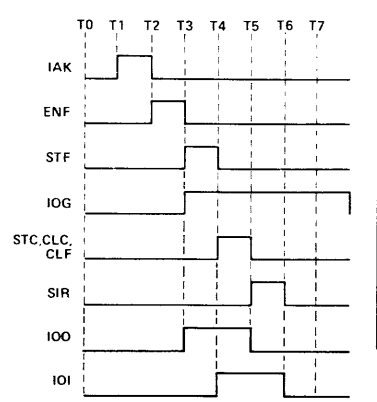 T0 T1 T2 T3 T4 T5 T6 T7
IAK
ENF
STF
IOG
STC,CLC,
CLF
SIR
IOO
IOI